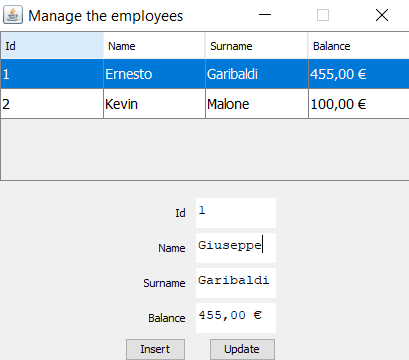 Manage the employees
Id Name Surname Balance
1 Ernesto Garibaldi 455,00 €
2 Kevin Malone 100,00 €
Id 1
Name Giuseppe
Surname Garibaldi
Balance 455,00 €
Insert Update